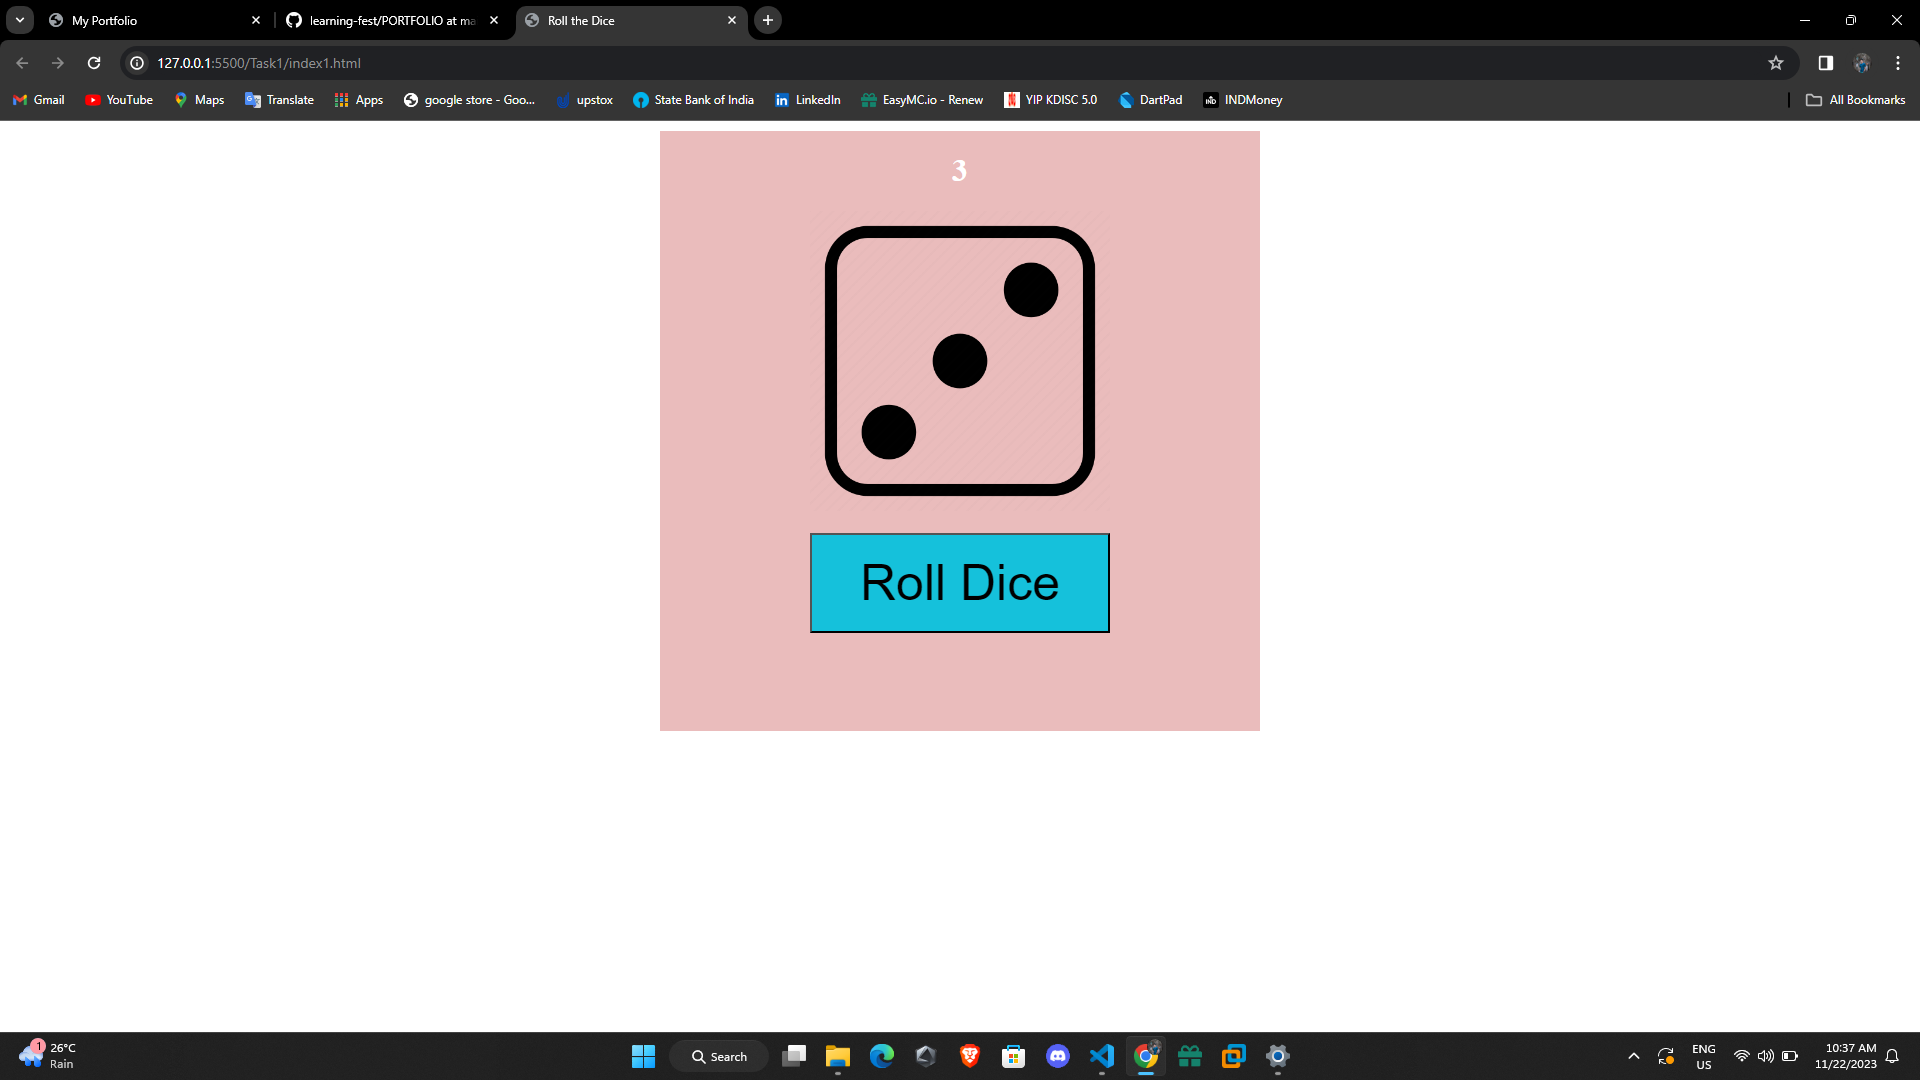 My Portfolio
learning-fest/PORTFOLIO at ma
Roll the Dice
127.0.0.1:5500/Task1/index1.html
Gmail YouTube Maps Translate Apps google store - Goo... upstox State Bank of India LinkedIn EasyMC.io - Renew YIP KDISC 5.0 DartPad INDMoney All Bookmarks
3
Roll Dice
1
26°C
Rain
Search
ENG
US
10:37 AM
11/22/2023